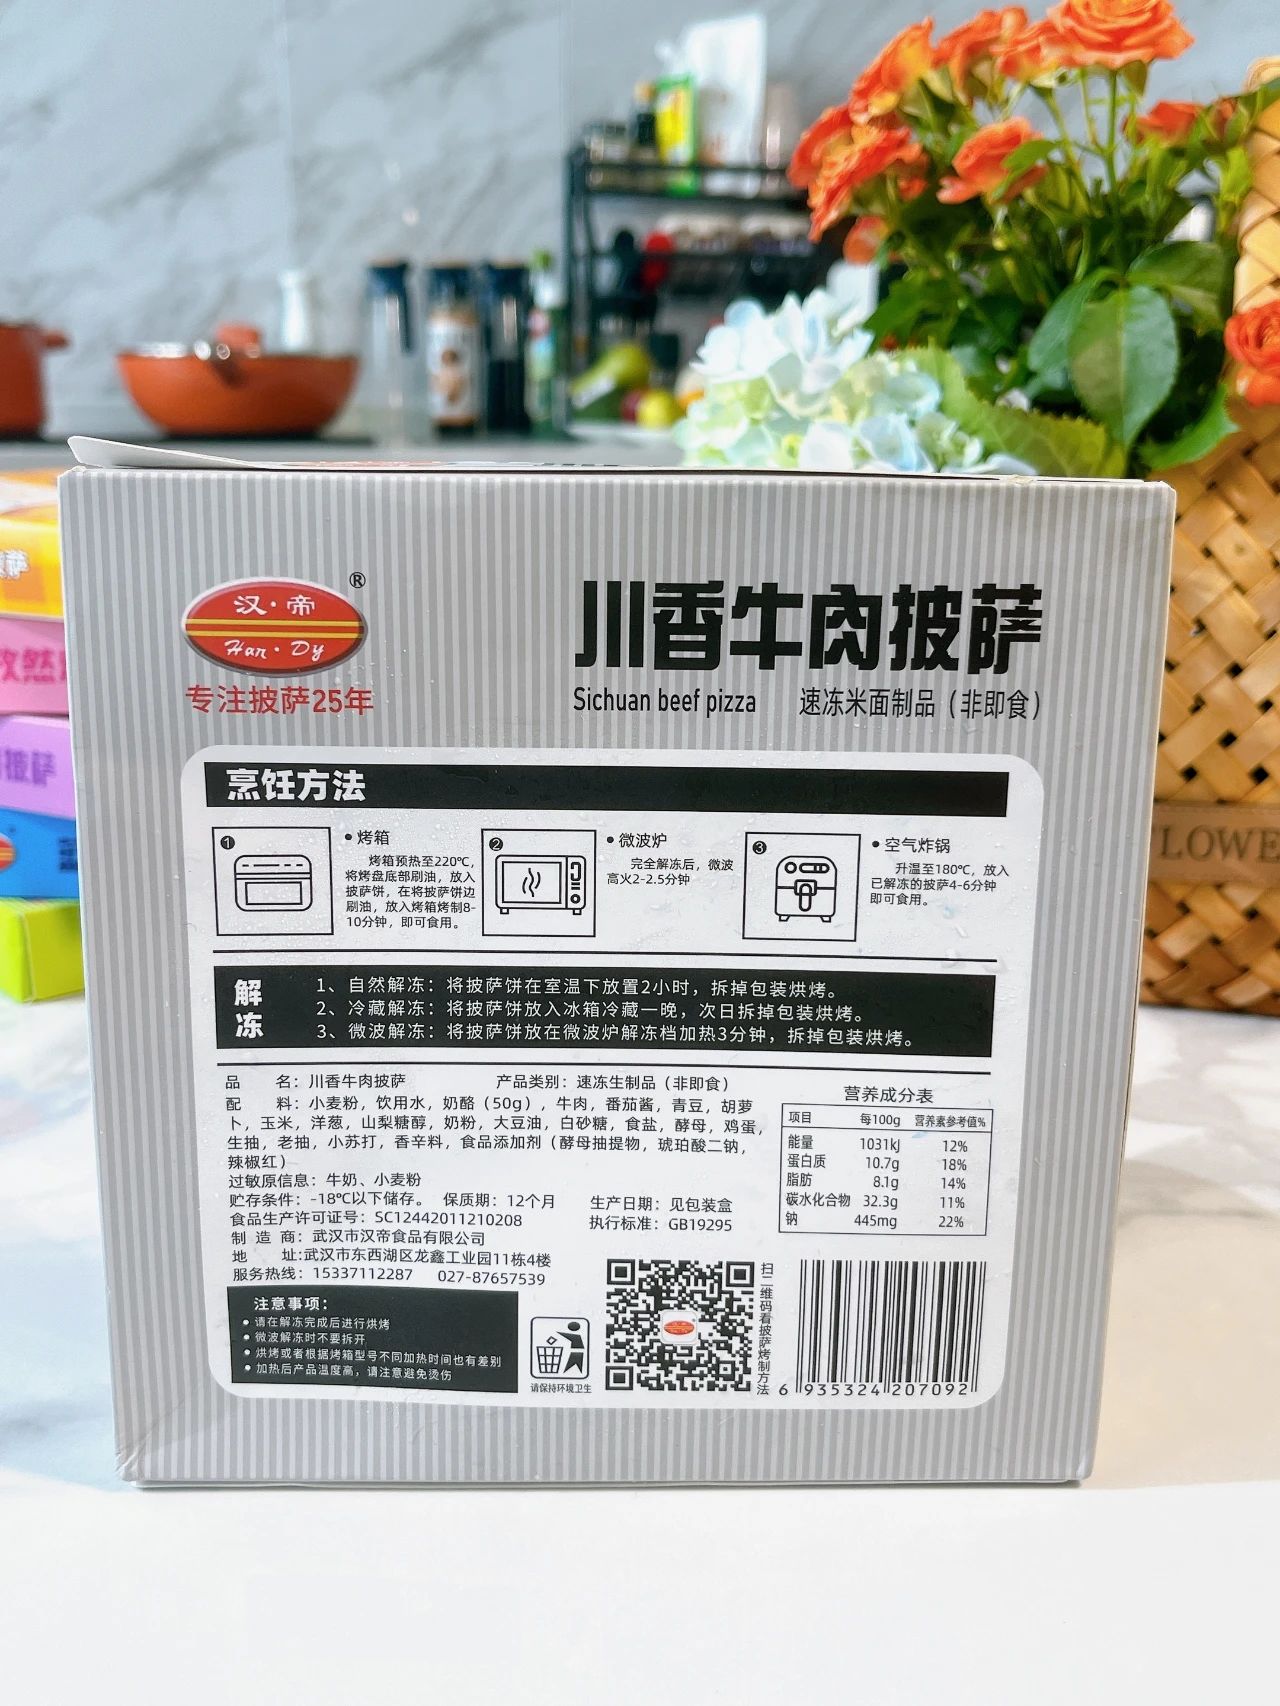 汉·帝
®
Han·Dy
专注披萨25年
川香牛肉披萨
Sichuan beef pizza 速冻米面制品（非即食）
烹饪方法
1
• 烤箱
烤箱预热至220℃，
将烤盘底部刷油，放入
披萨饼，在将披萨饼边
刷油，放入烤箱烤制8-
10分钟，即可食用。
2
• 微波炉
完全解冻后，微波
高火2-2.5分钟
3
• 空气炸锅
升温至180℃，放入
已解冻的披萨4-6分钟
即可食用。
解冻
1、自然解冻：将披萨饼在室温下放置2小时，拆掉包装烘烤。
2、冷藏解冻：将披萨饼放入冰箱冷藏一晚，次日拆掉包装烘烤。
3、微波解冻：将披萨饼放在微波炉解冻档加热3分钟，拆掉包装烘烤。
品 名：川香牛肉披萨 产品类别：速冻生制品（非即食）
配 料：小麦粉，饮用水，奶酪（50g），牛肉，番茄酱，青豆，胡萝
卜，玉米，洋葱，山梨糖醇，奶粉，大豆油，白砂糖，食盐，酵母，鸡蛋，
生抽，老抽，小苏打，香辛料，食品添加剂（酵母抽提物，琥珀酸二钠，
辣椒红）
过敏原信息：牛奶、小麦粉
贮存条件：-18℃以下储存。 保质期：12个月 生产日期：见包装盒
食品生产许可证号：SC12442011210208 执行标准：GB19295
制 造 商：武汉市汉帝食品有限公司
地 址：武汉市东西湖区龙鑫工业园11栋4楼
服务热线：15337112287 027-87657539
营养成分表
项目 每100g 营养素参考值%
能量 1031kJ 12%
蛋白质 10.7g 18%
脂肪 8.1g 14%
碳水化合物 32.3g 11%
钠 445mg 22%
注意事项：
• 请在解冻完成后进行烘烤
• 微波解冻时不要拆开
• 烘烤或者根据烤箱型号不同加热时间也有差别
• 加热后产品温度高，请注意避免烫伤
请保持环境卫生
扫二维码看披萨烤制方法
6 935324 207092
披萨
LOWE